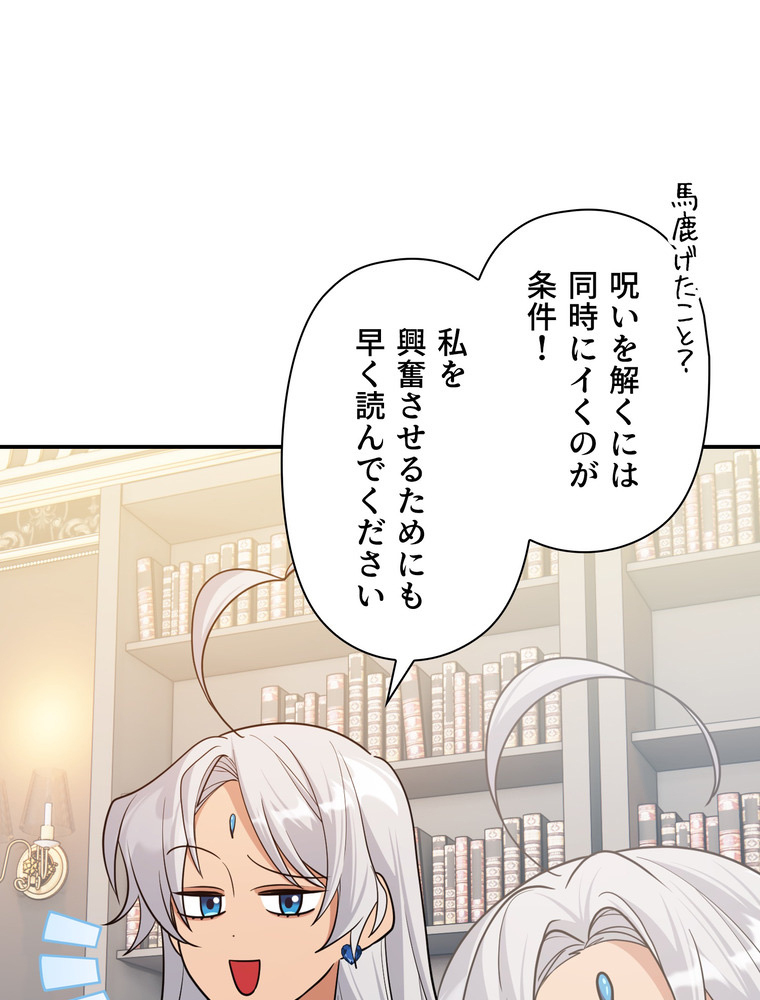 馬鹿げたこと?
呪いを解くには
同時にイくのが
条件!
私を
興奮させるためにも
早く読んでください